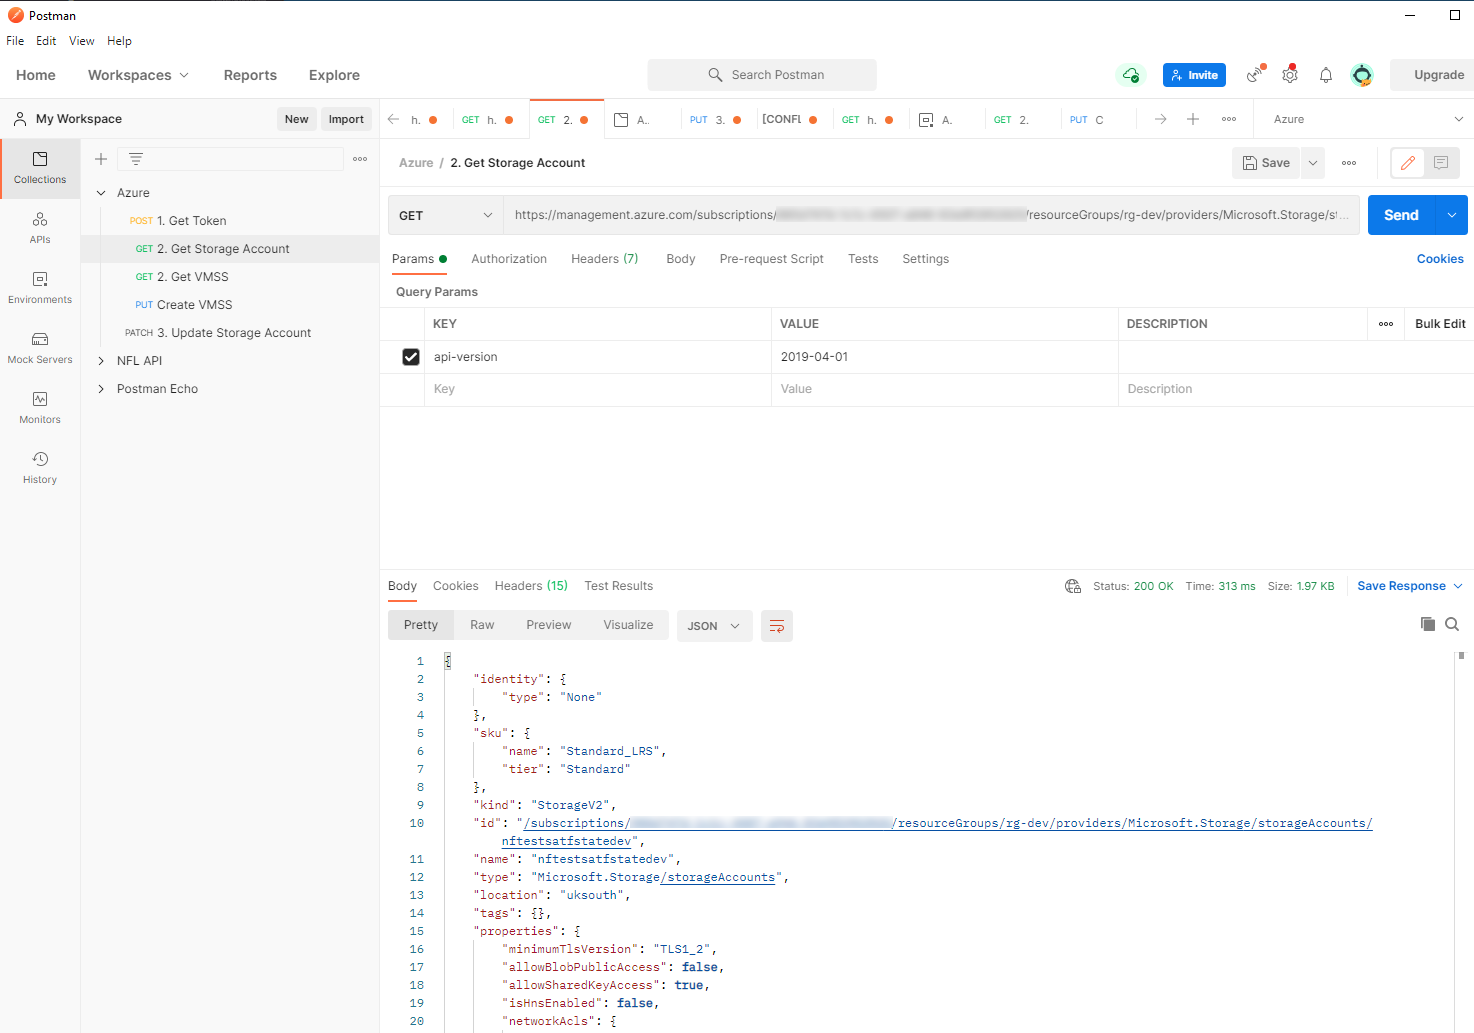 Postman
File Edit View Help
Home Workspaces Reports Explore Search Postman Invite Upgrade
My Workspace New Import h. GET h. GET 2. A.. PUT 3. [CONFL GET h. A. GET 2. PUT C Azure
Collections
APIs
Environments
Mock Servers
Monitors
History
Azure
POST 1. Get Token
GET 2. Get Storage Account
GET 2. Get VMSS
PUT Create VMSS
PATCH 3. Update Storage Account
NFL API
Postman Echo
Azure / 2. Get Storage Account Save
GET https://management.azure.com/subscriptions/ /resourceGroups/rg-dev/providers/Microsoft.Storage/st... Send
Params Authorization Headers (7) Body Pre-request Script Tests Settings Cookies
Query Params
KEY VALUE DESCRIPTION Bulk Edit
api-version 2019-04-01
Key Value Description
Body Cookies Headers (15) Test Results Status: 200 OK Time: 313 ms Size: 1.97 KB Save Response
Pretty Raw Preview Visualize JSON
1 {
2 "identity": {
3 "type": "None"
4 },
5 "sku": {
6 "name": "Standard_LRS",
7 "tier": "Standard"
8 },
9 "kind": "StorageV2",
10 "id": "/subscriptions/ /resourceGroups/rg-dev/providers/Microsoft.Storage/storageAccounts/
nftestsatfstatedev",
11 "name": "nftestsatfstatedev",
12 "type": "Microsoft.Storage/storageAccounts",
13 "location": "uksouth",
14 "tags": {},
15 "properties": {
16 "minimumTlsVersion": "TLS1_2",
17 "allowBlobPublicAccess": false,
18 "allowSharedKeyAccess": true,
19 "isHnsEnabled": false,
20 "networkAcls": {